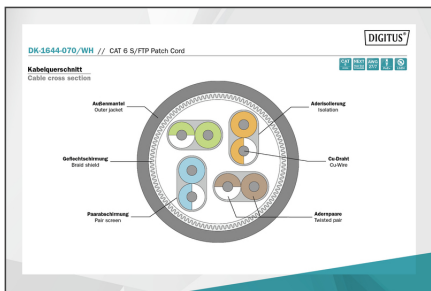 DIGITUS®
DK-1644-070/WH // CAT 6 S/FTP Patch Cord
Kabelquerschnitt
Cable cross section
Außenmantel
Outer jacket
Aderisolierung
Isolation
Geflechtschirmung
Braid shield
Cu-Draht
Cu-Wire
Paarabschirmung
Pair screen
Adernpaare
Twisted pair